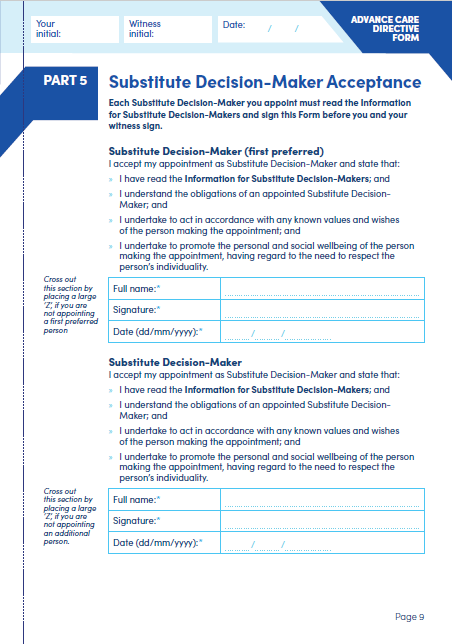 Your
initial:
Witness
initial:
Date: / /
ADVANCE CARE
DIRECTIVE
FORM
PART 5
Substitute Decision-Maker Acceptance
Each Substitute Decision-Maker you appoint must read the Information
for Substitute Decision-Makers and sign this Form before you and your
witness sign.
Substitute Decision-Maker (first preferred)
I accept my appointment as Substitute Decision-Maker and state that:
» I have read the Information for Substitute Decision-Makers; and
» I understand the obligations of an appointed Substitute Decision-
Maker; and
» I undertake to act in accordance with any known values and wishes
of the person making the appointment; and
» I undertake to promote the personal and social wellbeing of the person
making the appointment, having regard to the need to respect the
person's individuality.
Cross out
this section by
placing a large
'Z', if you are
not appointing
a first preferred
person
Full name:*
Signature:*
Date (dd/mm/yyyy):* / /
Substitute Decision-Maker
I accept my appointment as Substitute Decision-Maker and state that:
» I have read the Information for Substitute Decision-Makers; and
» I understand the obligations of an appointed Substitute Decision-
Maker; and
» I undertake to act in accordance with any known values and wishes
of the person making the appointment; and
» I undertake to promote the personal and social wellbeing of the person
making the appointment, having regard to the need to respect the
person's individuality.
Cross out
this section by
placing a large
'Z', if you are
not appointing
an additional
person.
Full name:*
Signature:*
Date (dd/mm/yyyy):* / /
Page 9